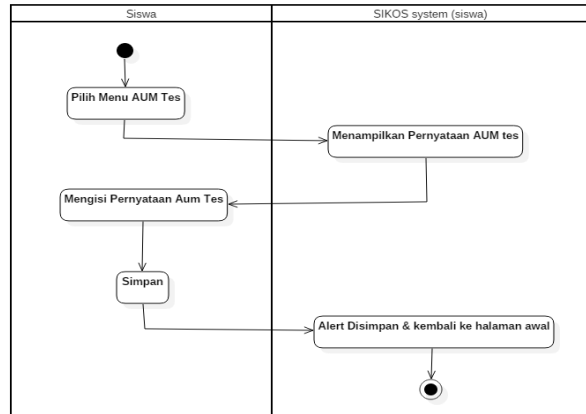 Siswa
SIKOS system (siswa)
Pilih Menu AUM Tes
Menampilkan Pernyataan AUM tes
Mengisi Pernyataan Aum Tes
Simpan
Alert Disimpan & kembali ke halaman awal